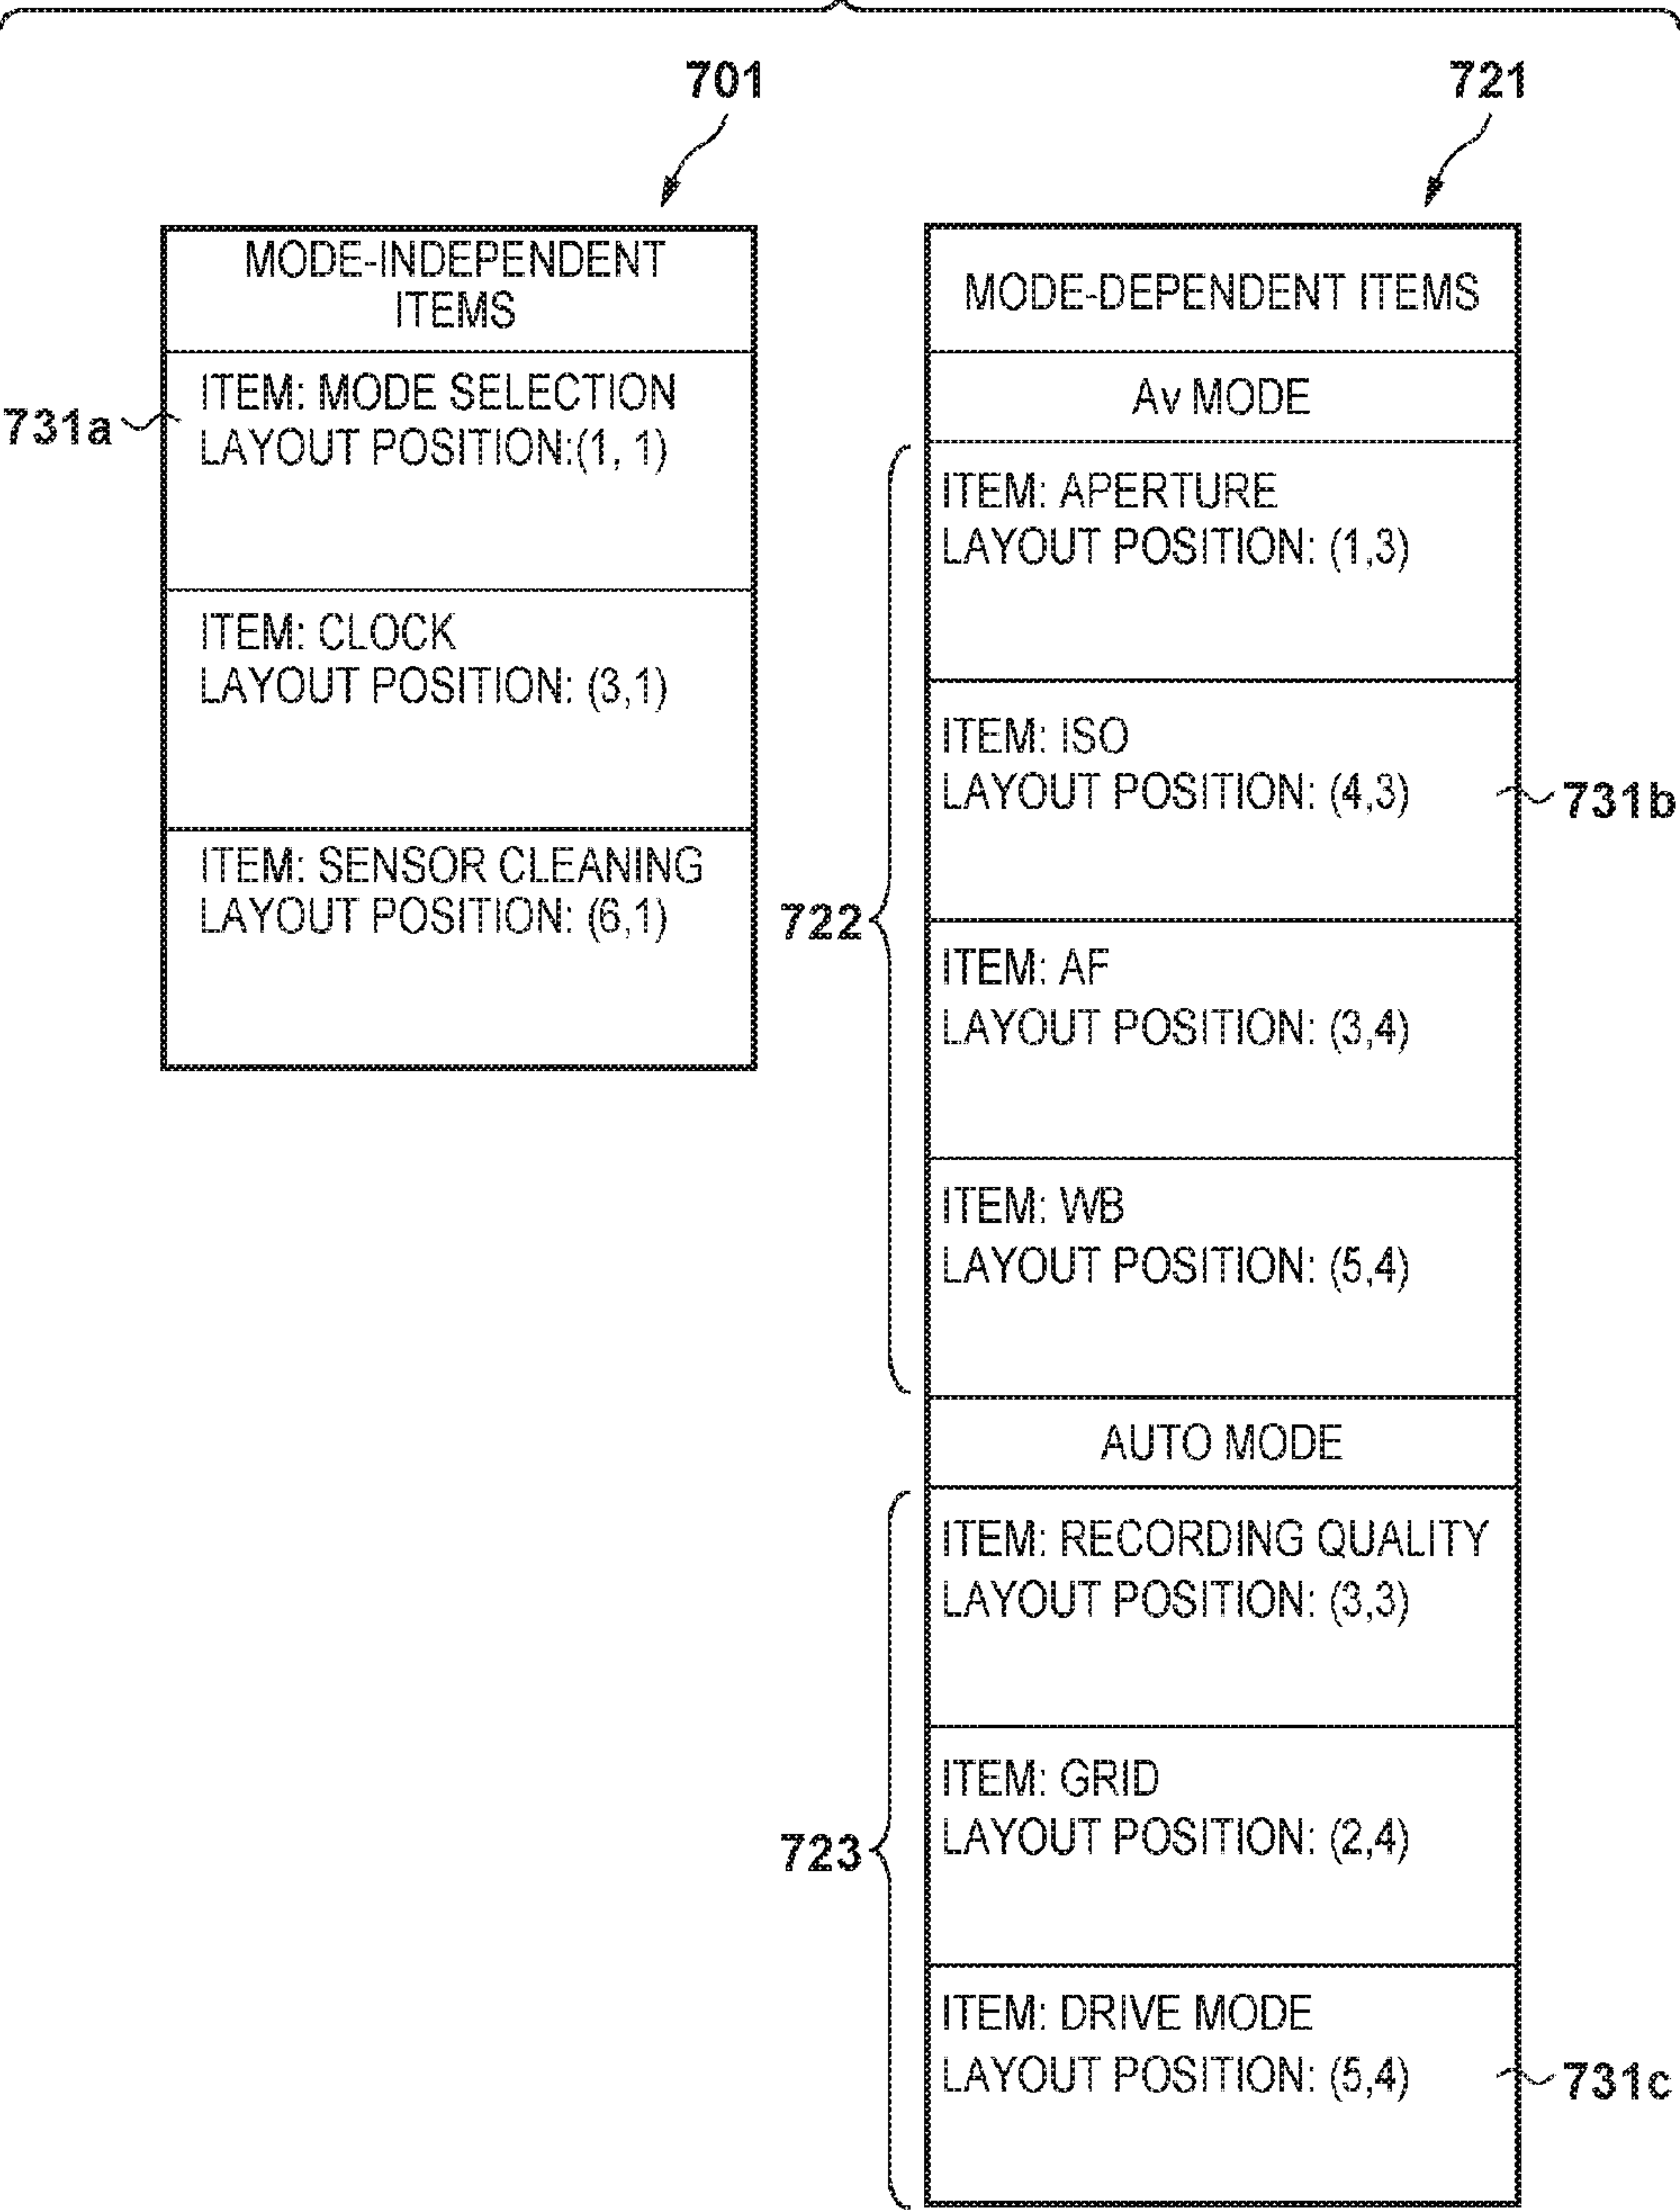 701
MODE-INDEPENDENT
ITEMS
731a
ITEM: MODE SELECTION
LAYOUT POSITION:(1, 1)
ITEM: CLOCK
LAYOUT POSITION: (3,1)
ITEM: SENSOR CLEANING
LAYOUT POSITION: (6,1)
721
MODE-DEPENDENT ITEMS
Av MODE
722
ITEM: APERTURE
LAYOUT POSITION: (1,3)
ITEM: ISO
LAYOUT POSITION: (4,3)
731b
ITEM: AF
LAYOUT POSITION: (3,4)
ITEM: WB
LAYOUT POSITION: (5,4)
AUTO MODE
723
ITEM: RECORDING QUALITY
LAYOUT POSITION: (3,3)
ITEM: GRID
LAYOUT POSITION: (2,4)
ITEM: DRIVE MODE
LAYOUT POSITION: (5,4)
731c